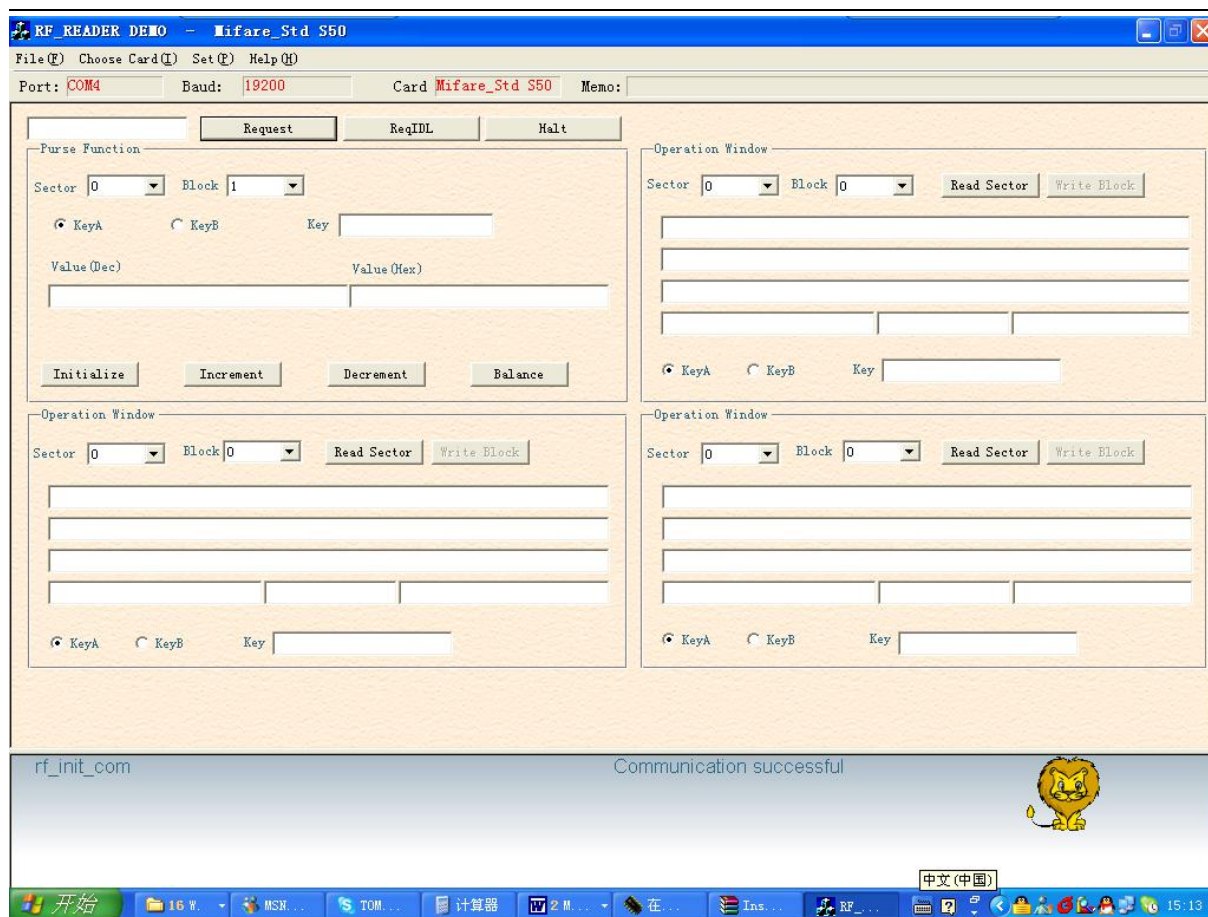 RF_READER DEMO － Mifare_Std S50
File(F) Choose Card(I) Set(P) Help(H)
Port: COM4 Baud: 19200 Card Mifare_Std S50 Memo:
Request ReqIDL Halt
Purse Function
Sector 0 Block 1
KeyA KeyB Key
Value(Dec) Value(Hex)
Initialize Increment Decrement Balance
Operation Window
Sector 0 Block 0 Read Sector Write Block
KeyA KeyB Key
Operation Window
Sector 0 Block 0 Read Sector Write Block
KeyA KeyB Key
Operation Window
Sector 0 Block 0 Read Sector Write Block
KeyA KeyB Key
rf_init_com Communication successful
中文(中国)
开始 16 W. MSN... TOM... 计算器 2 M... 在... Ins... RF_... 15:13